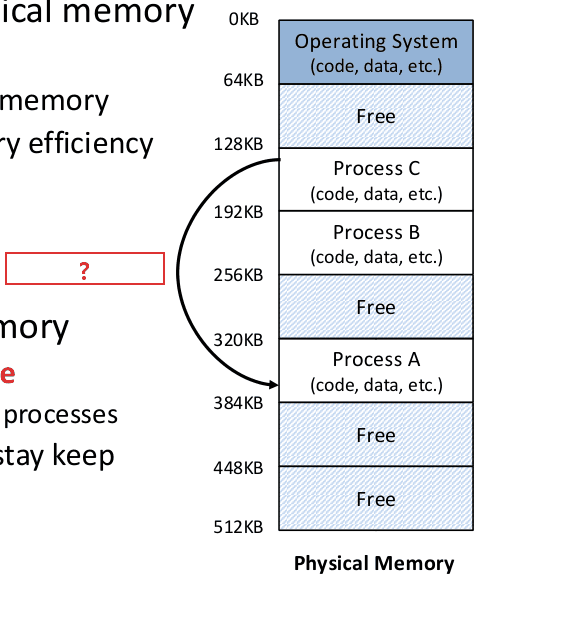 ical memory
memory
ry efficiency
?
mory
e
processes
stay keep
0KB
Operating System
(code, data, etc.)
64KB
Free
128KB
Process C
(code, data, etc.)
192KB
Process B
(code, data, etc.)
256KB
Free
320KB
Process A
(code, data, etc.)
384KB
Free
448KB
Free
512KB
Physical Memory